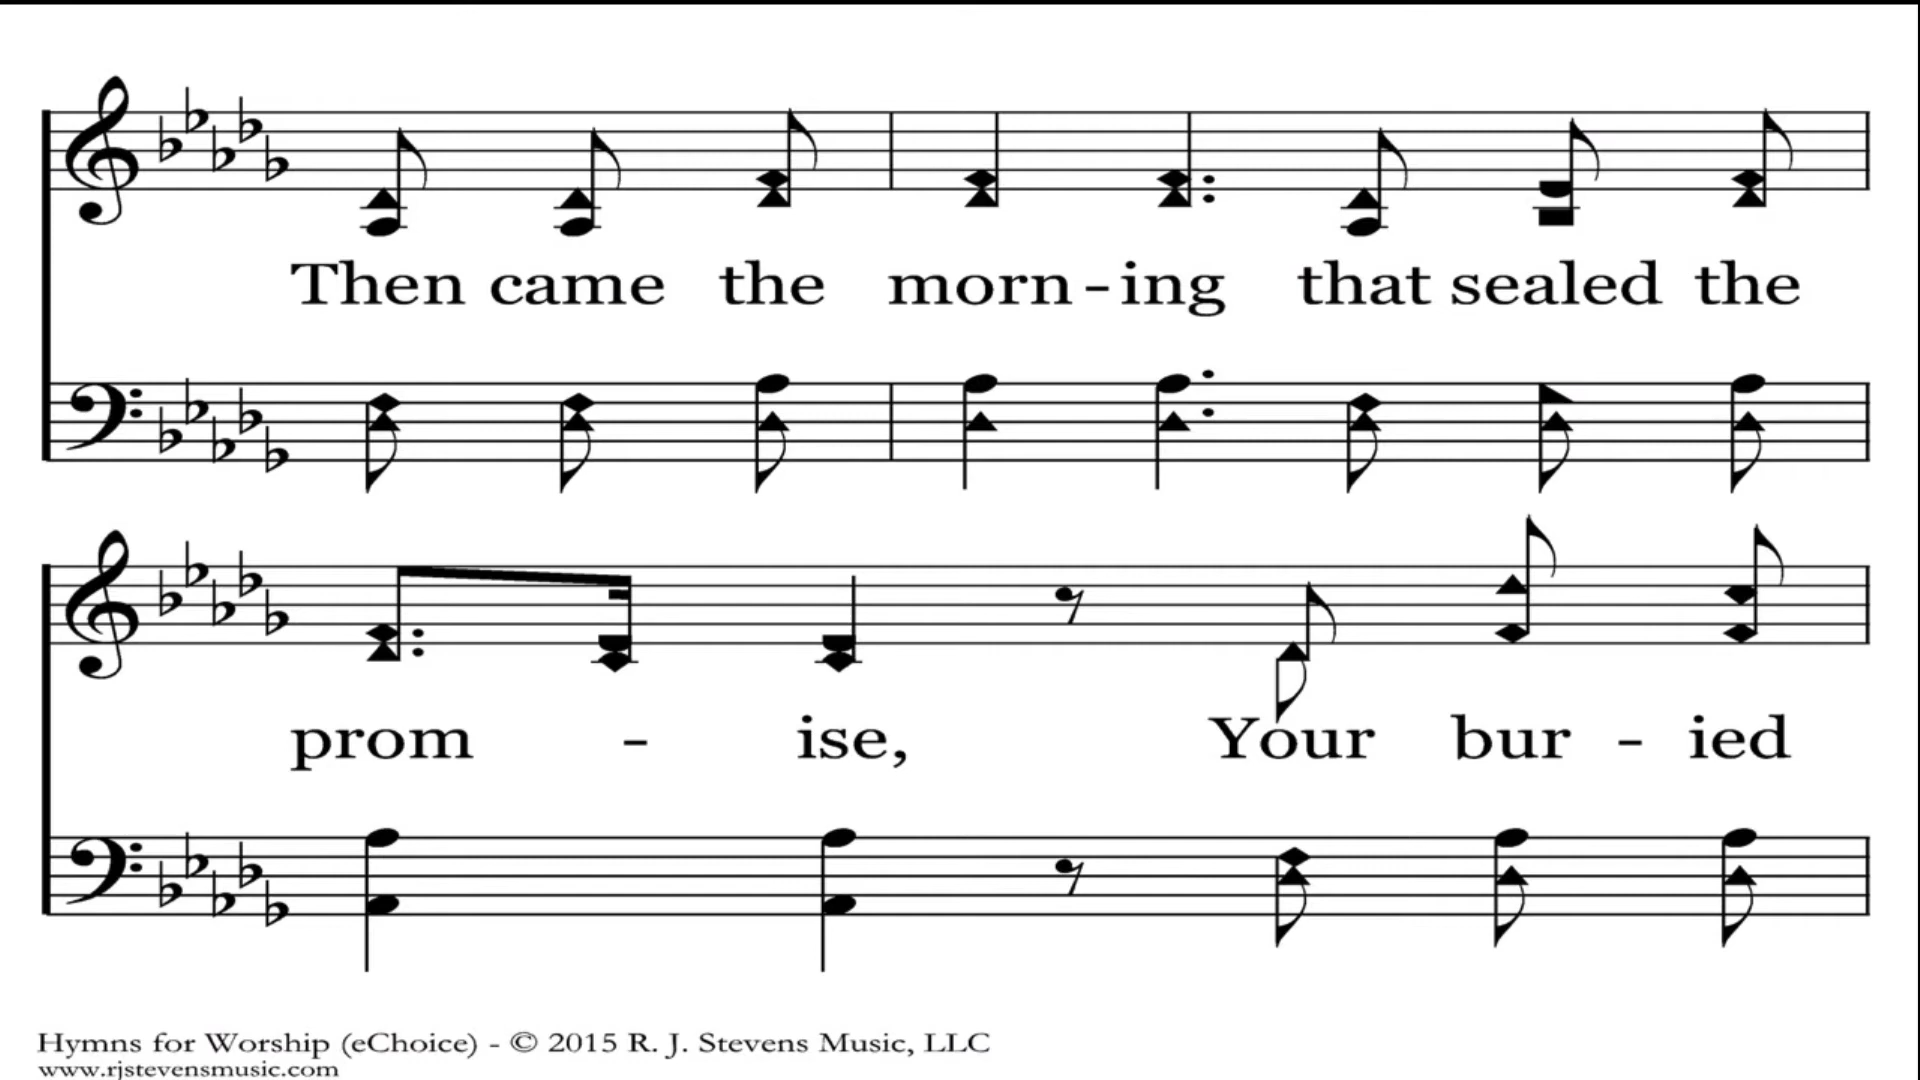 Then came the morn - ing that sealed the
prom - ise, Your bur - ied
Hymns for Worship (eChoice) - © 2015 R. J. Stevens Music, LLC
www.rjstevensmusic.com